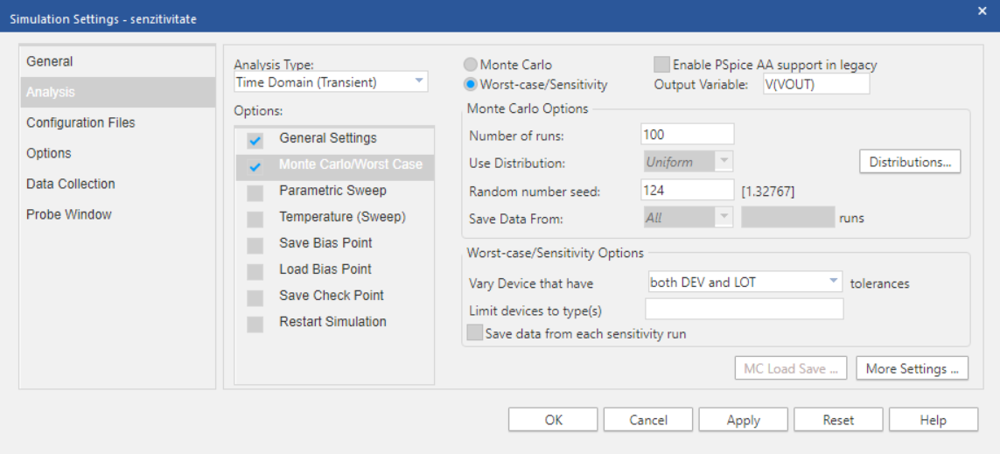 Simulation Settings - senzitivitate
×
General
Analysis
Configuration Files
Options
Data Collection
Probe Window
Analysis Type:
Time Domain (Transient)
Options:
General Settings
Monte Carlo/Worst Case
Parametric Sweep
Temperature (Sweep)
Save Bias Point
Load Bias Point
Save Check Point
Restart Simulation
Monte Carlo
Enable PSpice AA support in legacy
Worst-case/Sensitivity
Output Variable: V(VOUT)
Monte Carlo Options
Number of runs: 100
Use Distribution: Uniform Distributions...
Random number seed: 124 [1.32767]
Save Data From: All runs
Worst-case/Sensitivity Options
Vary Device that have both DEV and LOT tolerances
Limit devices to type(s)
Save data from each sensitivity run
MC Load Save ... More Settings ...
OK Cancel Apply Reset Help